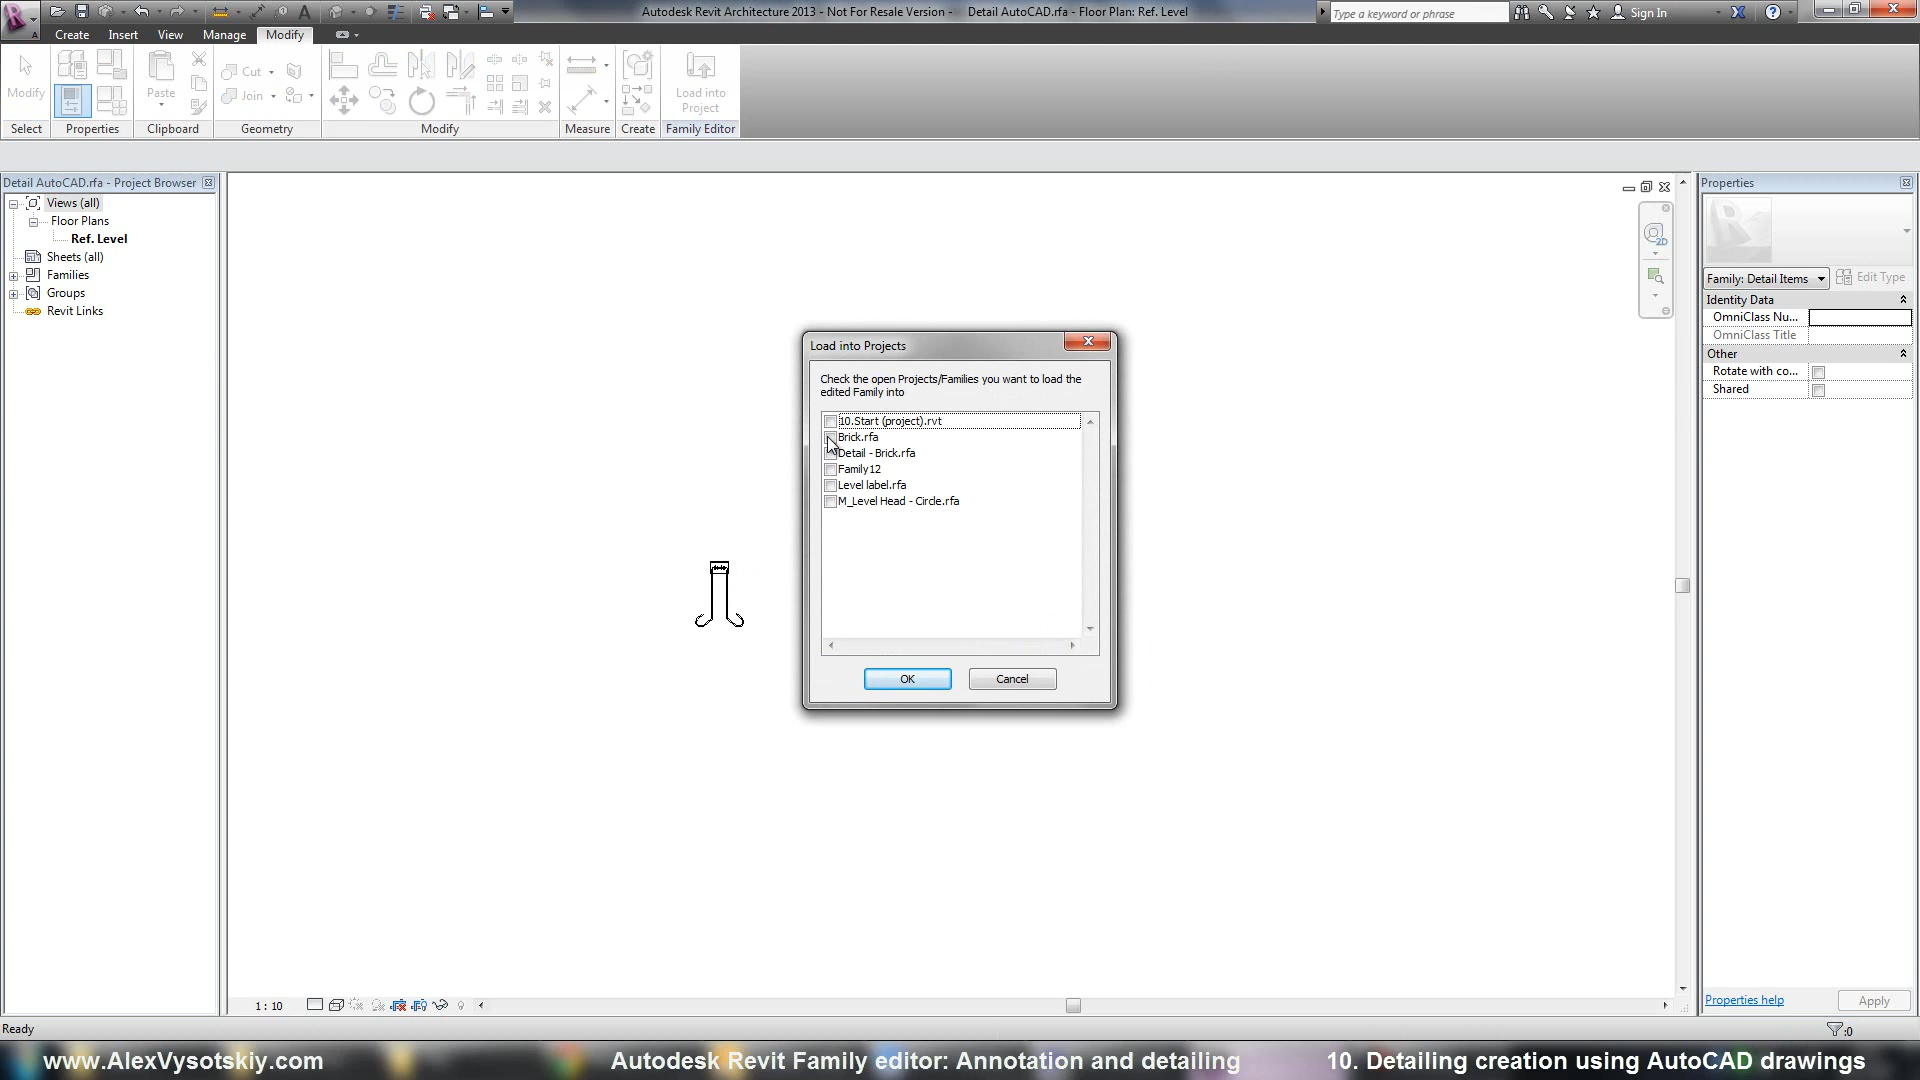 Autodesk Revit Architecture 2013 - Not For Resale Version - Detail AutoCAD.rfa - Floor Plan: Ref. Level
Type a keyword or phrase
Sign In
Create Insert View Manage Modify
Modify
Paste
Cut
Join
Load into
Project
Select Properties Clipboard Geometry Modify Measure Create Family Editor
Detail AutoCAD.rfa - Project Browser
Views (all)
Floor Plans
Ref. Level
Sheets (all)
Families
Groups
Revit Links
2D
Load into Projects
Check the open Projects/Families you want to load the
edited Family into
10.Start (project).rvt
Brick.rfa
Detail - Brick.rfa
Family12
Level label.rfa
M_Level Head - Circle.rfa
OK Cancel
Properties
Family: Detail Items
Edit Type
Identity Data
OmniClass Nu...
OmniClass Title
Other
Rotate with co...
Shared
Properties help
Apply
1 : 10
Ready
:0
www.AlexVysotskiy.com Autodesk Revit Family editor: Annotation and detailing 10. Detailing creation using AutoCAD drawings